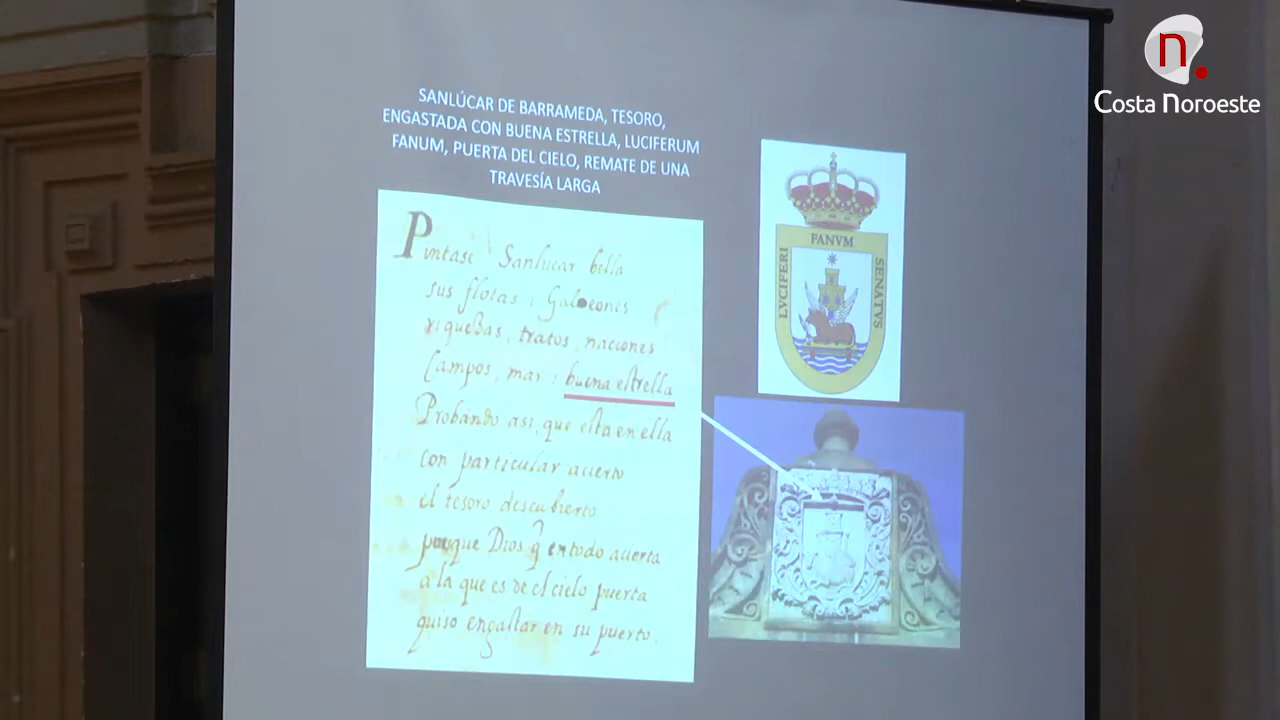 SANLÚCAR DE BARRAMEDA, TESORO,
ENGASTADA CON BUENA ESTRELLA, LUCIFERUM
FANUM, PUERTA DEL CIELO, REMATE DE UNA
TRAVESÍA LARGA
Pintase Sanlucar bella
sus flotas, Galeones
riquebas, tratos, naciones
Campos, mar, buena estrella
Probando asi, que esta en ella
con particular acierto
el tesoro descubierto
porque Dios q̃ en todo acierta
a la que es de el cielo puerta
quiso engastar en su puerto.
FANVM
LVCIFERI
SENATVS
n.
Costa Noroeste